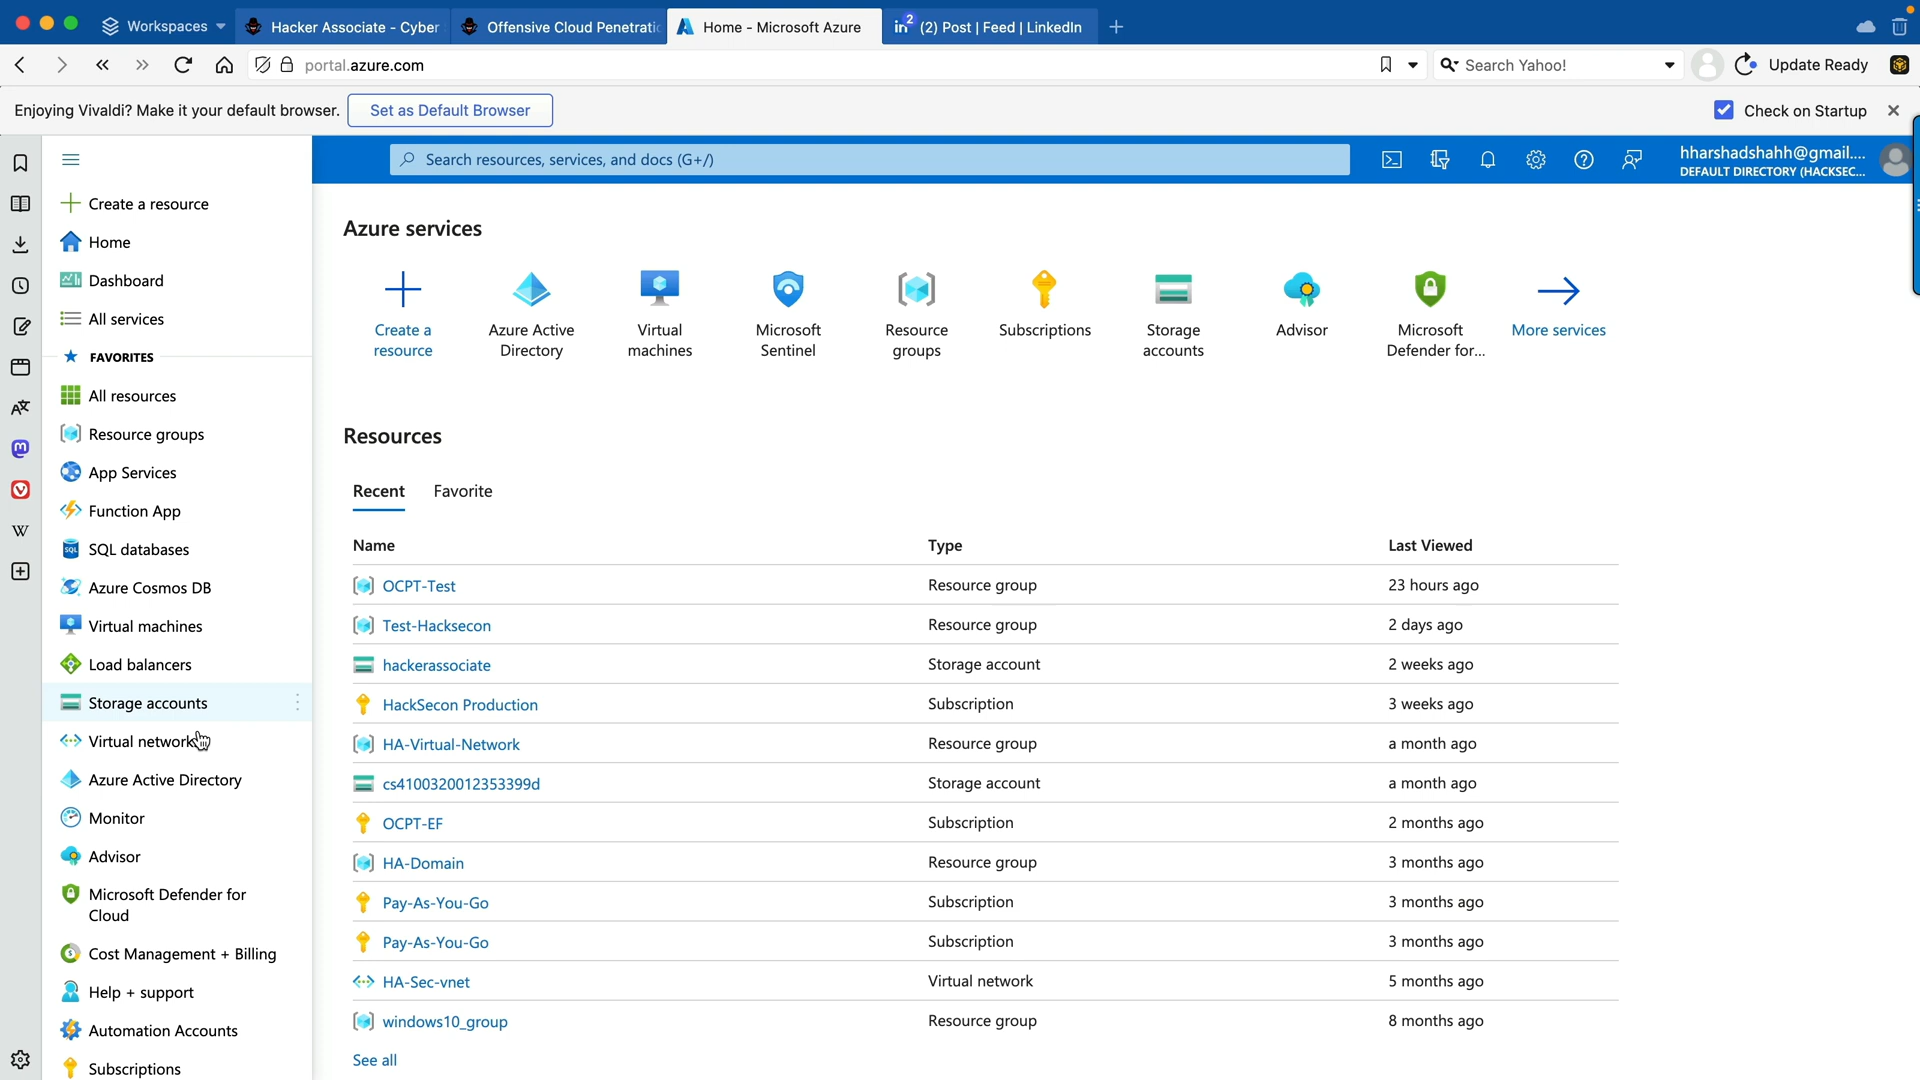 Workspaces
Hacker Associate - Cyber
Offensive Cloud Penetratio
Home - Microsoft Azure
in 2 (2) Post | Feed | LinkedIn
portal.azure.com
Search Yahoo!
Update Ready
Enjoying Vivaldi? Make it your default browser.
Set as Default Browser
Check on Startup
Search resources, services, and docs (G+/)
hharshadshahh@gmail....
DEFAULT DIRECTORY (HACKSEC...
Create a resource
Home
Dashboard
All services
FAVORITES
All resources
Resource groups
App Services
Function App
SQL
SQL databases
Azure Cosmos DB
Virtual machines
Load balancers
Storage accounts
Virtual network
Azure Active Directory
Monitor
Advisor
Microsoft Defender for
Cloud
Cost Management + Billing
Help + support
Automation Accounts
Subscriptions
W
Azure services
Create a
resource
Azure Active
Directory
Virtual
machines
Microsoft
Sentinel
Resource
groups
Subscriptions
Storage
accounts
Advisor
Microsoft
Defender for...
More services
Resources
Recent
Favorite
Name Type Last Viewed
OCPT-Test Resource group 23 hours ago
Test-Hacksecon Resource group 2 days ago
hackerassociate Storage account 2 weeks ago
HackSecon Production Subscription 3 weeks ago
HA-Virtual-Network Resource group a month ago
cs4100320012353399d Storage account a month ago
OCPT-EF Subscription 2 months ago
HA-Domain Resource group 3 months ago
Pay-As-You-Go Subscription 3 months ago
Pay-As-You-Go Subscription 3 months ago
HA-Sec-vnet Virtual network 5 months ago
windows10_group Resource group 8 months ago
See all